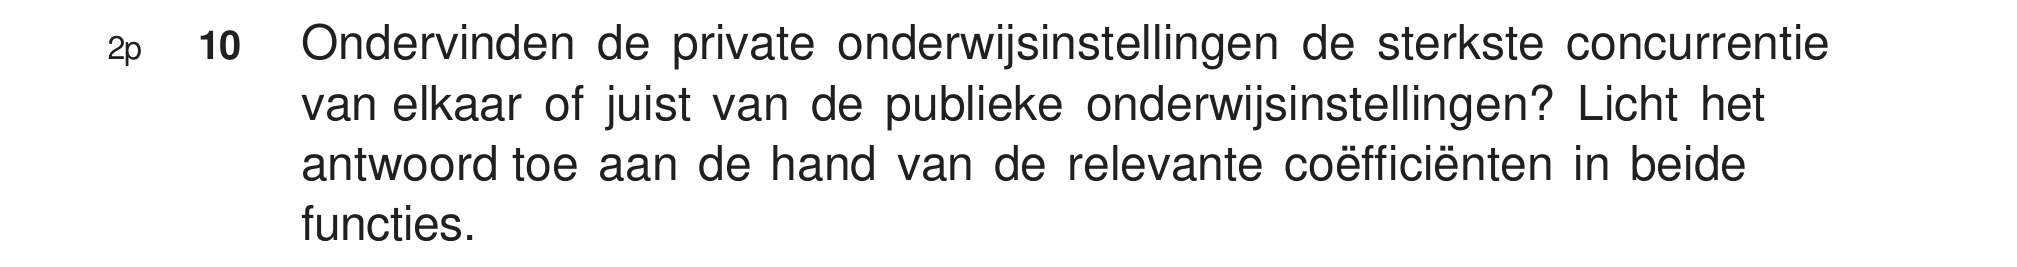 2p 10 Ondervinden de private onderwijsinstellingen de sterkste concurrentie
van elkaar of juist van de publieke onderwijsinstellingen? Licht het
antwoord toe aan de hand van de relevante coëfficiënten in beide
functies.